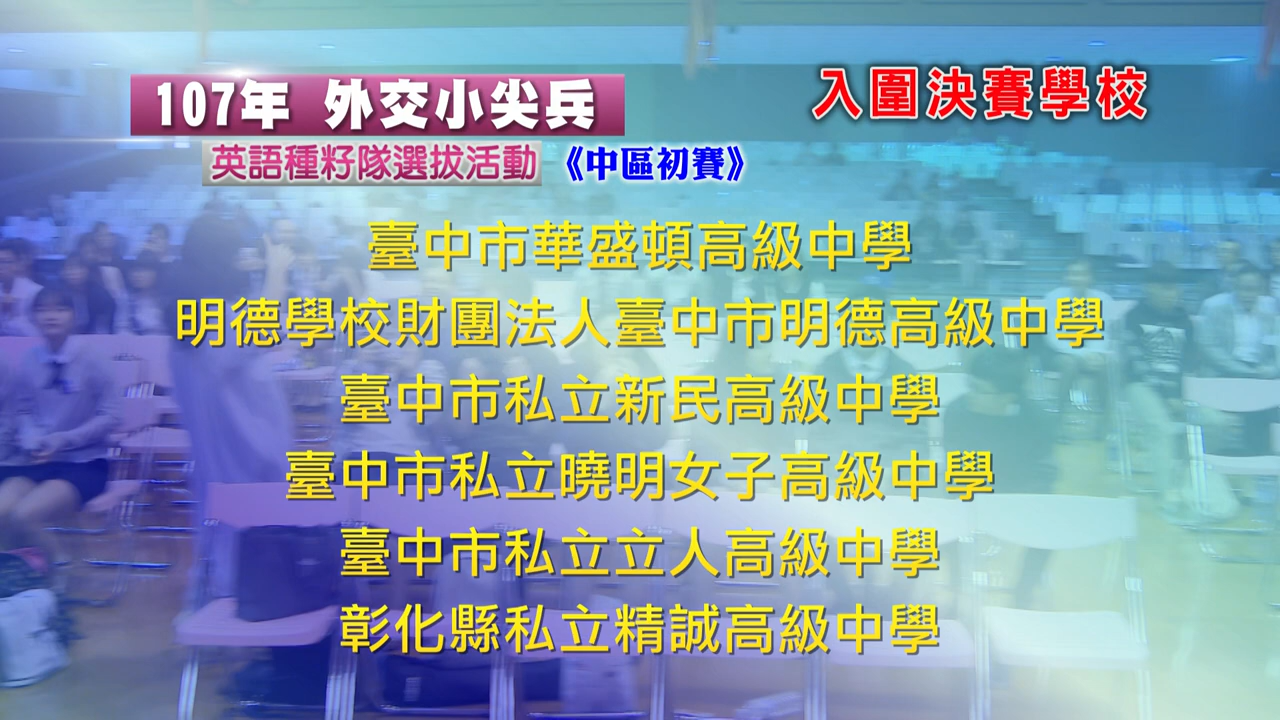 107年 外交小尖兵
入圍決賽學校
英語種籽隊選拔活動《中區初賽》
臺中市華盛頓高級中學
明德學校財團法人臺中市明德高級中學
臺中市私立新民高級中學
臺中市私立曉明女子高級中學
臺中市私立立人高級中學
彰化縣私立精誠高級中學